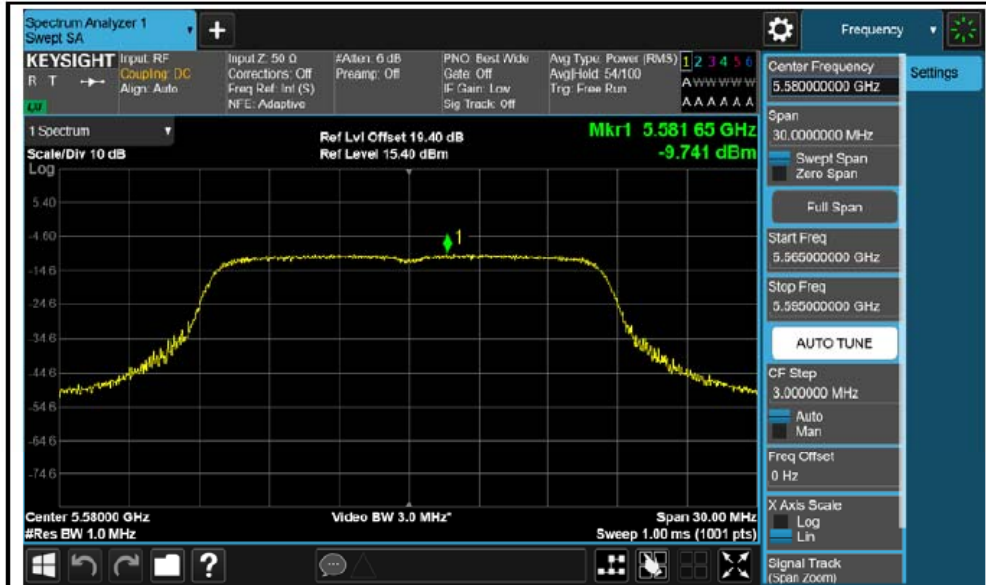 Spectrum Analyzer 1
Swept SA
+
Frequency
KEYSIGHT
R T
Input: RF
Coupling: DC
Align: Auto
Input Z: 50 Ω
Corrections: Off
Freq Ref: Int (S)
NFE: Adaptive
#Atten: 6 dB
Preamp: Off
PNO: Best Wide
Gate: Off
IF Gain: Low
Sig Track: Off
Avg Type: Power (RMS)
Avg|Hold: 54/100
Trig: Free Run
1 2 3 4 5 6
A W W W W W
A A A A A A
1 Spectrum
Scale/Div 10 dB
Log
Ref Lvl Offset 19.40 dB
Ref Level 15.40 dBm
Mkr1 5.581 65 GHz
-9.741 dBm
5.40
-4.60
-14.6
-24.6
-34.6
-44.6
-54.6
-64.6
-74.6
1
Center 5.58000 GHz
#Res BW 1.0 MHz
Video BW 3.0 MHz*
Span 30.00 MHz
Sweep 1.00 ms (1001 pts)
Center Frequency
5.580000000 GHz
Settings
Span
30.0000000 MHz
Swept Span
Zero Span
Full Span
Start Freq
5.565000000 GHz
Stop Freq
5.595000000 GHz
AUTO TUNE
CF Step
3.000000 MHz
Auto
Man
Freq Offset
0 Hz
X Axis Scale
Log
Lin
Signal Track
(Span Zoom)
?